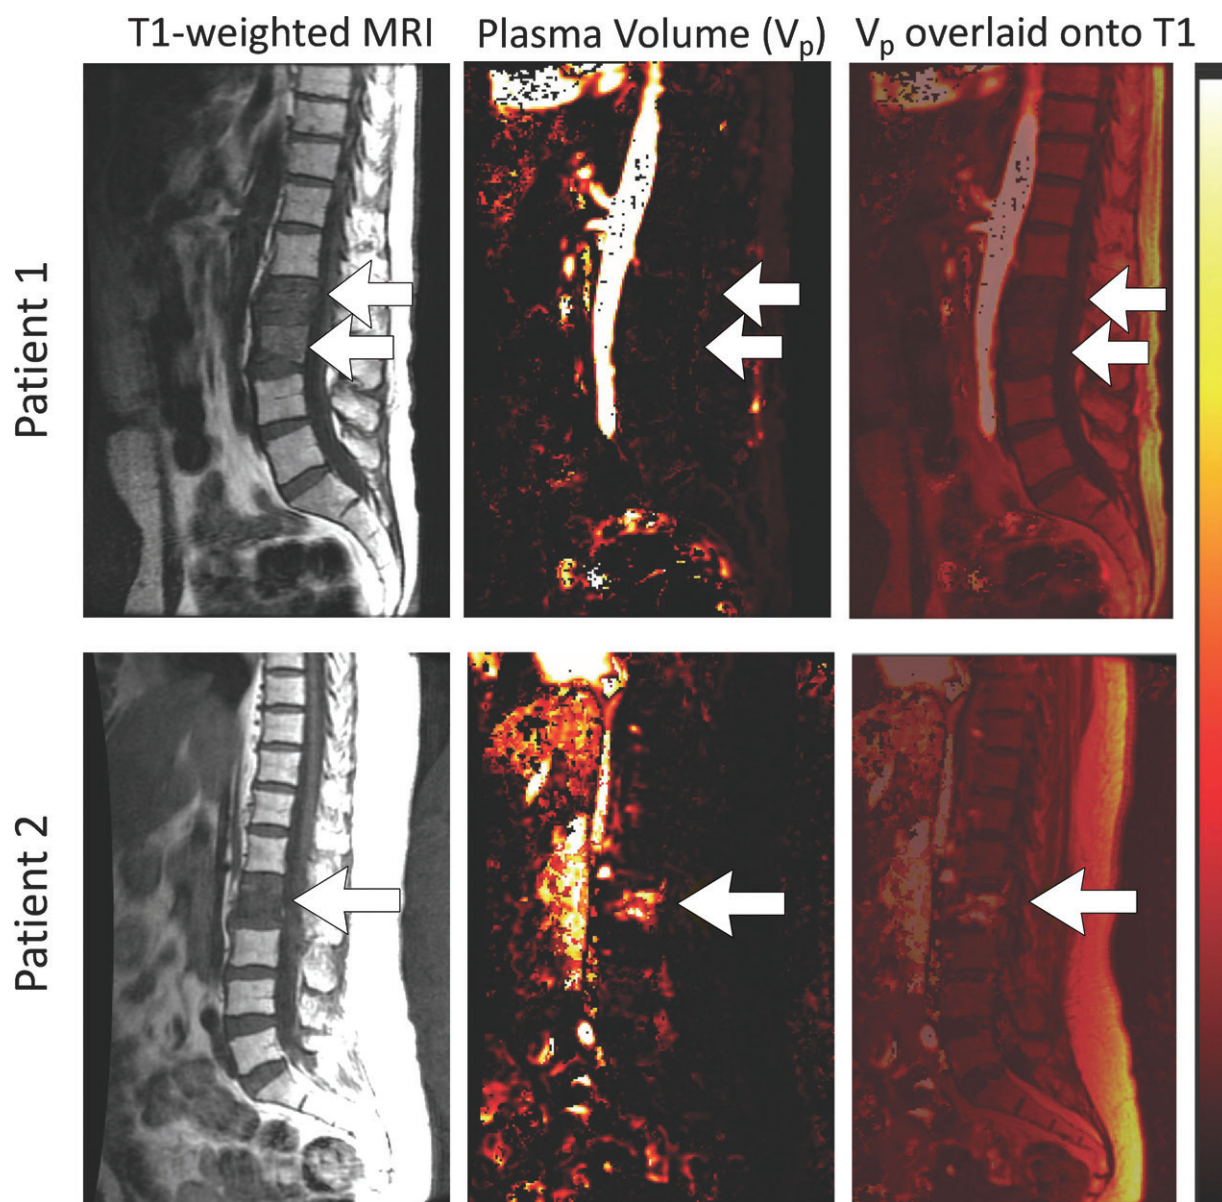 T1-weighted MRI Plasma Volume (Vp) Vp overlaid onto T1
Patient 1
Patient 2